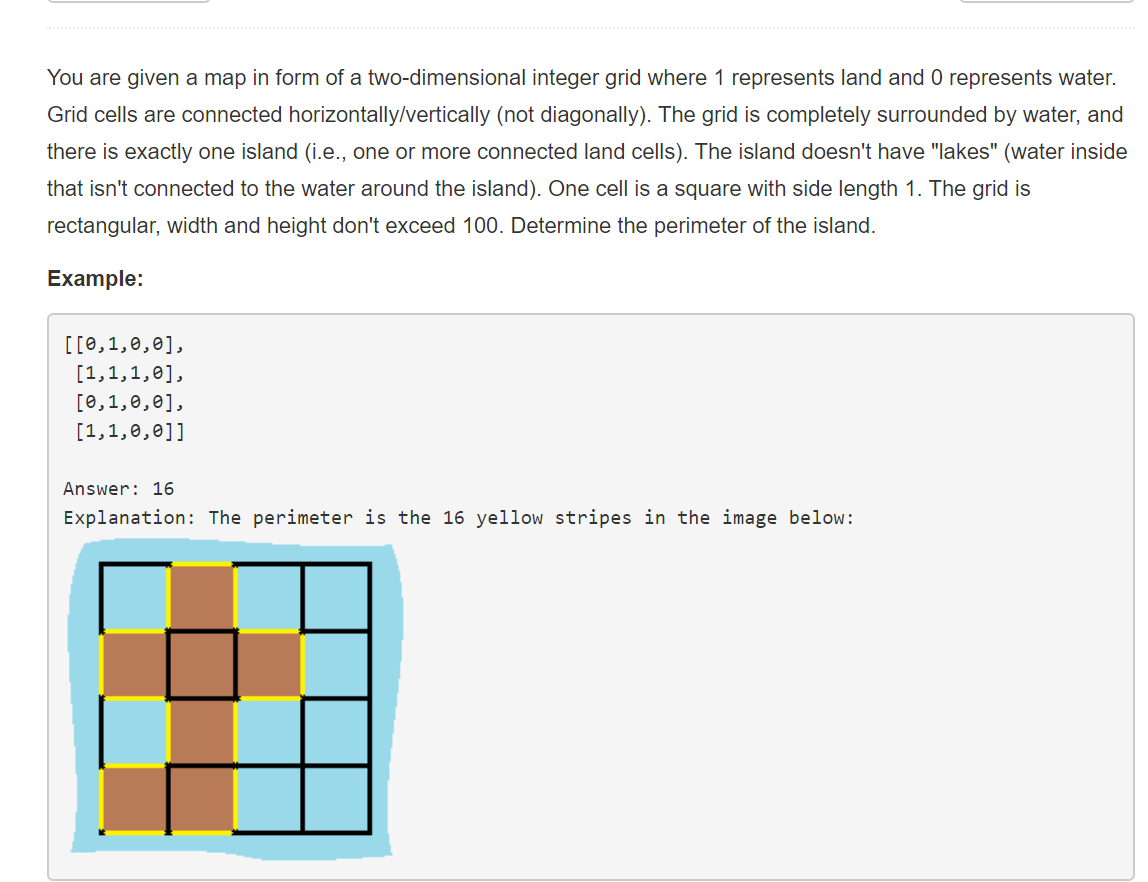 You are given a map in form of a two-dimensional integer grid where 1 represents land and 0 represents water.
Grid cells are connected horizontally/vertically (not diagonally). The grid is completely surrounded by water, and
there is exactly one island (i.e., one or more connected land cells). The island doesn't have "lakes" (water inside
that isn't connected to the water around the island). One cell is a square with side length 1. The grid is
rectangular, width and height don't exceed 100. Determine the perimeter of the island.
Example:
[[0,1,0,0],
 [1,1,1,0],
 [0,1,0,0],
 [1,1,0,0]]
Answer: 16
Explanation: The perimeter is the 16 yellow stripes in the image below: